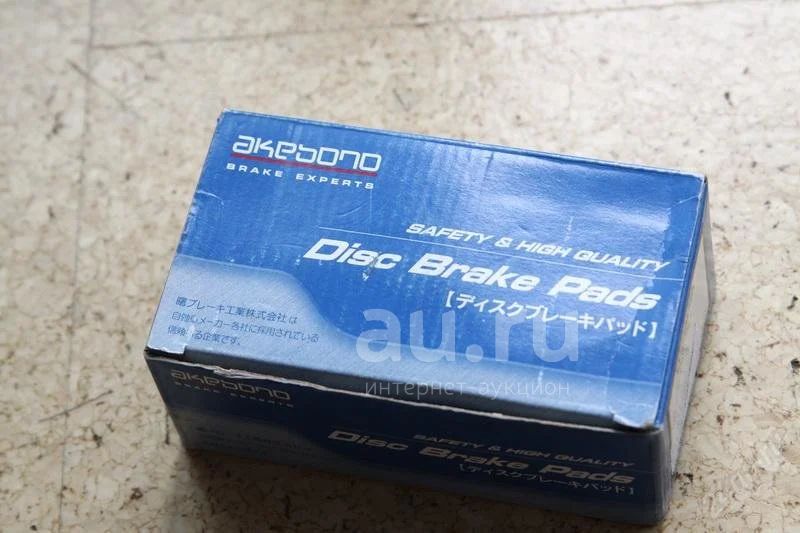 akebono
BRAKE EXPERTS
SAFETY & HIGH QUALITY
Disc Brake Pads
【ディスクブレーキパッド】
曙ブレーキ工業株式会社は
自動車メーカー各社に採用されている
信頼 る企業です。
au.ru
интернет-аукцион
akebono
BRAKE EXPERTS
SAFETY & HIGH QUALITY
Disc Brake Pads
【ディスクブレーキパッド】